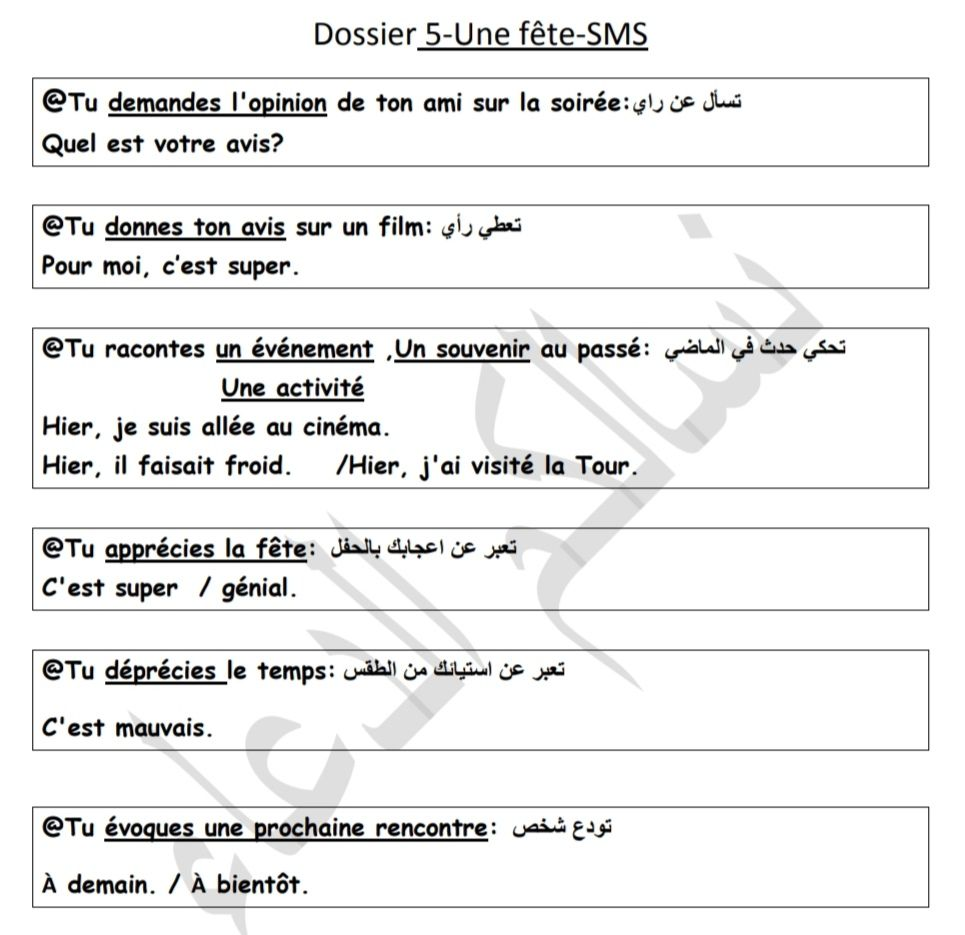 Dossier 5-Une fête-SMS
@Tu demandes l'opinion de ton ami sur la soirée: تسأل عن راي
Quel est votre avis?
@Tu donnes ton avis sur un film: تعطي رأي
Pour moi, c'est super.
@Tu racontes un événement ,Un souvenir au passé: تحكي حدث في الماضي
Une activité
Hier, je suis allée au cinéma.
Hier, il faisait froid. /Hier, j'ai visité la Tour.
@Tu apprécies la fête: تعبر عن اعجابك بالحفل
C'est super / génial.
@Tu déprécies le temps: تعبر عن استيائك من الطقس
C'est mauvais.
@Tu évoques une prochaine rencontre: تودع شخص
À demain. / À bientôt.
نسألكم الدعاء